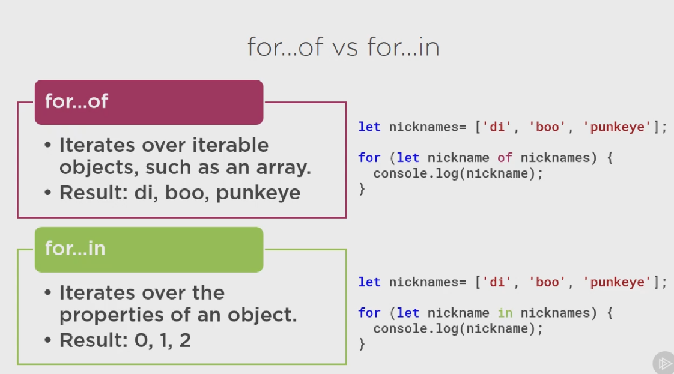 for...of vs for...in
for...of
• Iterates over iterable
objects, such as an array.
• Result: di, boo, punkeye
let nicknames= ['di', 'boo', 'punkeye'];
for (let nickname of nicknames) {
  console.log(nickname);
}
for...in
• Iterates over the
properties of an object.
• Result: 0, 1, 2
let nicknames= ['di', 'boo', 'punkeye'];
for (let nickname in nicknames) {
  console.log(nickname);
}